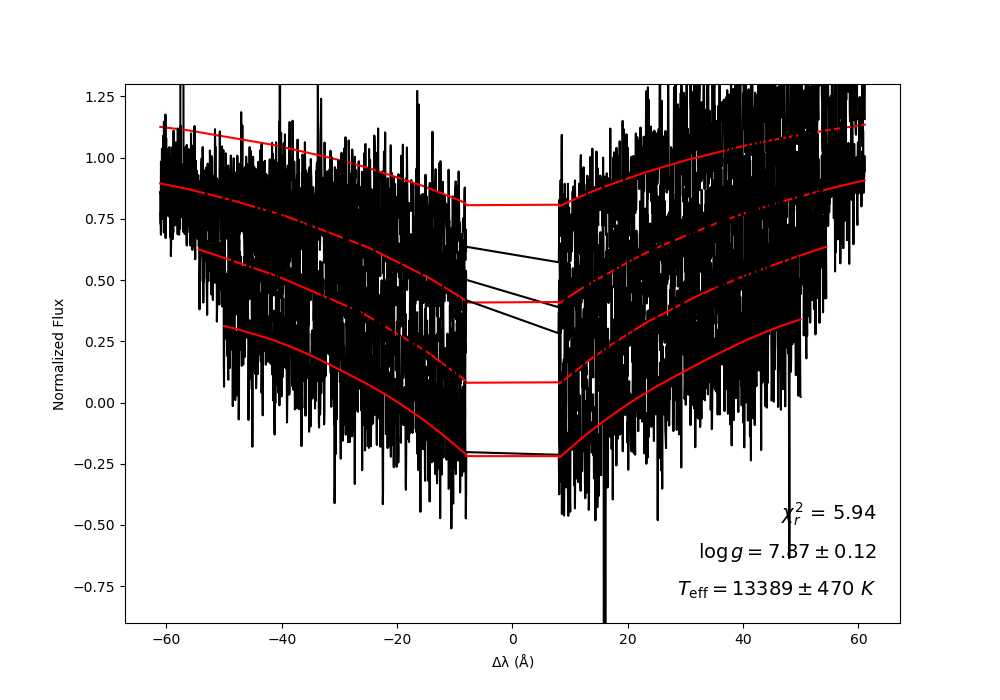 1.25
1.00
0.75
0.50
0.25
0.00
−0.25
−0.50
−0.75
Normalized Flux
χ²ᵣ = 5.94
log g = 7.87 ± 0.12
T_eff = 13389 ± 470 K
−60 −40 −20 0 20 40 60
Δλ (Å)